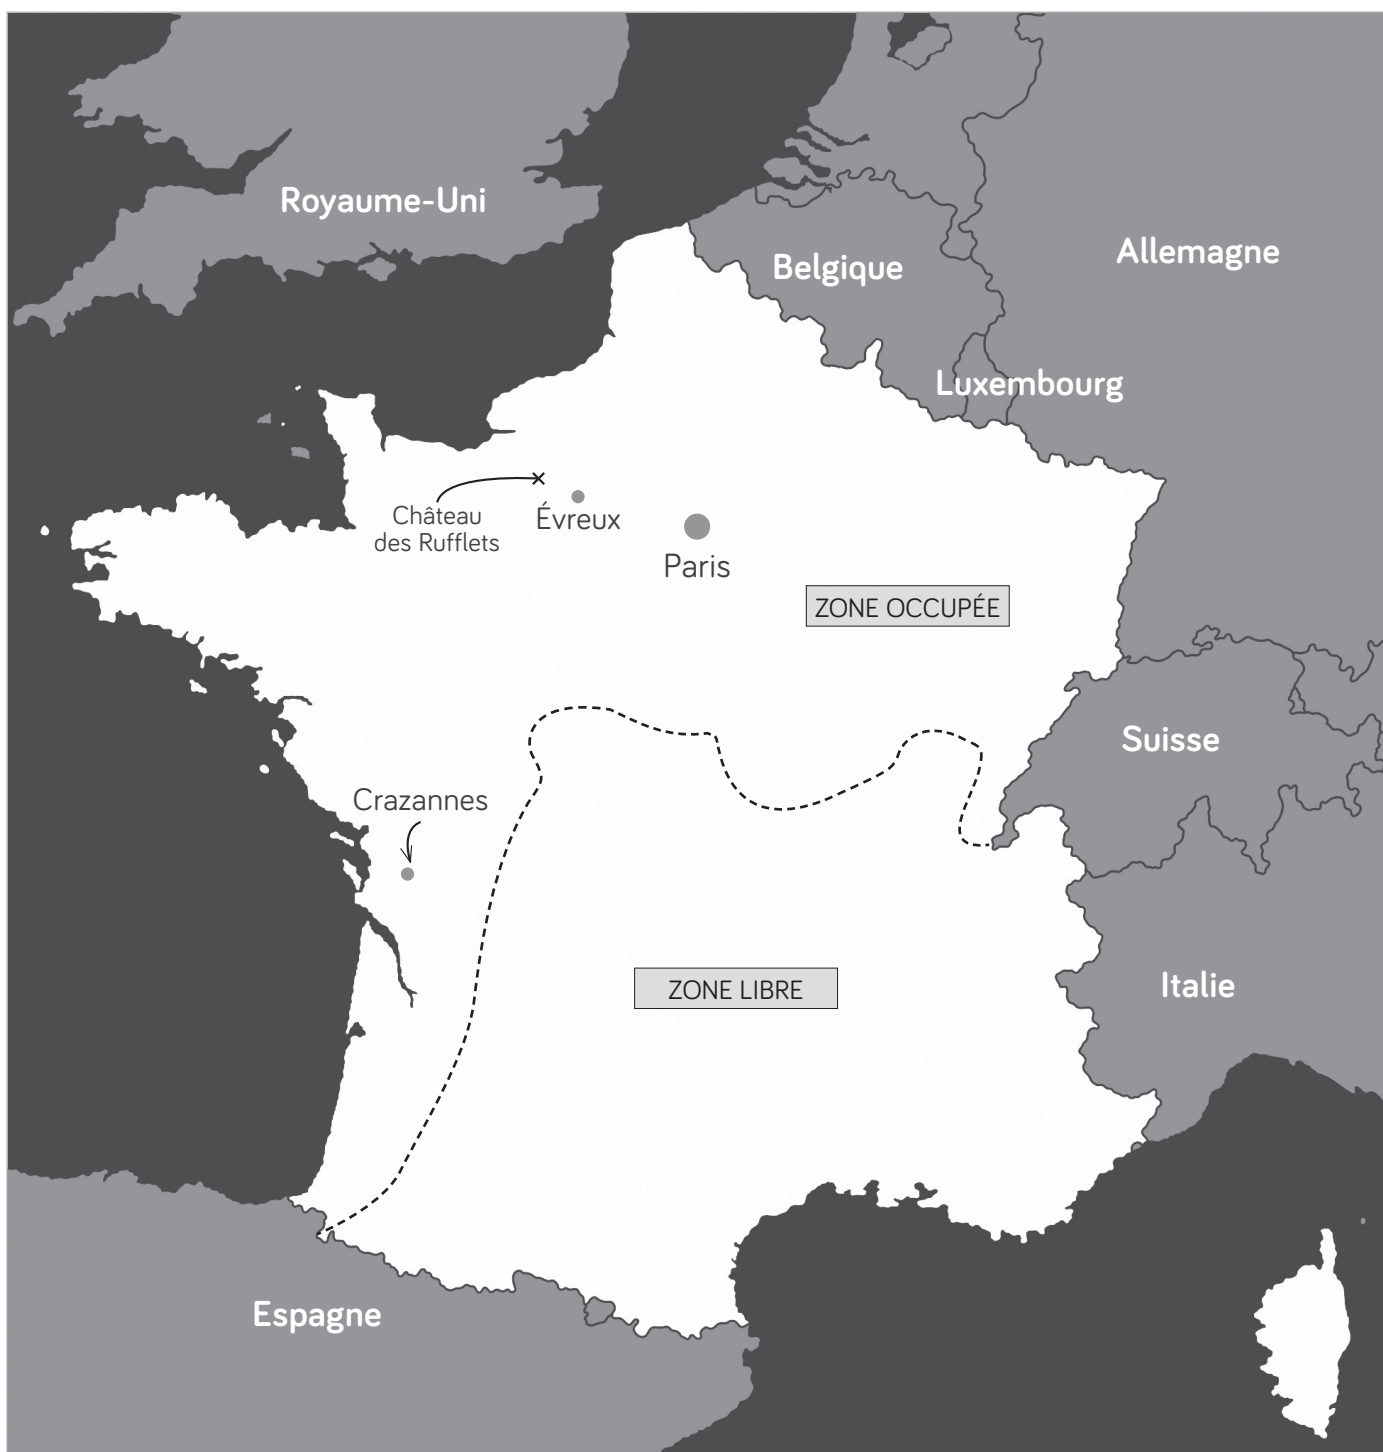 Royaume-Uni
Belgique
Allemagne
Luxembourg
Château
des Rufflets
Évreux
Paris
ZONE OCCUPÉE
Suisse
Crazannes
ZONE LIBRE
Italie
Espagne